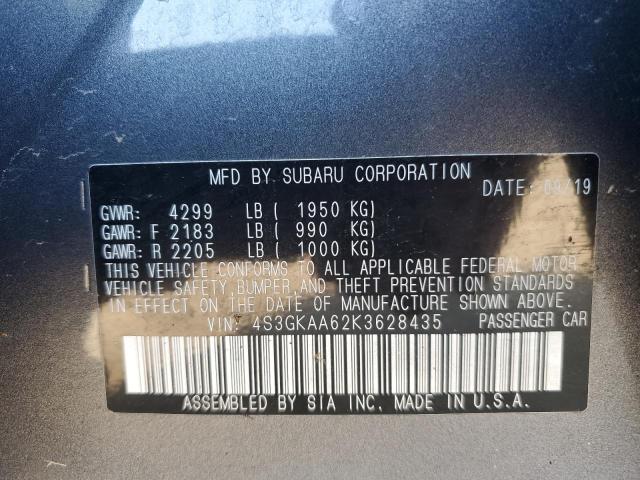 MFD BY SUBARU CORPORATION
DATE: 09/19
GVWR: 4299 LB ( 1950 KG)
GAWR: F 2183 LB ( 990 KG)
GAWR: R 2205 LB ( 1000 KG)
THIS VEHICLE CONFORMS TO ALL APPLICABLE FEDERAL MOTOR
VEHICLE SAFETY,BUMPER,AND THEFT PREVENTION STANDARDS
IN EFFECT ON THE DATE OF MANUFACTURE SHOWN ABOVE.
VIN: 4S3GKAA62K3628435 PASSENGER CAR
ASSEMBLED BY SIA INC. MADE IN U.S.A.